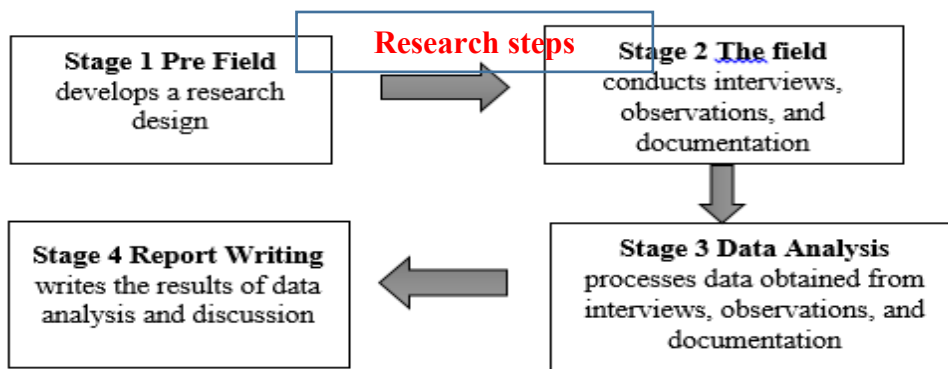 Research steps
Stage 1 Pre Field
develops a research
design
Stage 2 The field
conducts interviews,
observations, and
documentation
Stage 3 Data Analysis
processes data obtained from
interviews, observations, and
documentation
Stage 4 Report Writing
writes the results of data
analysis and discussion